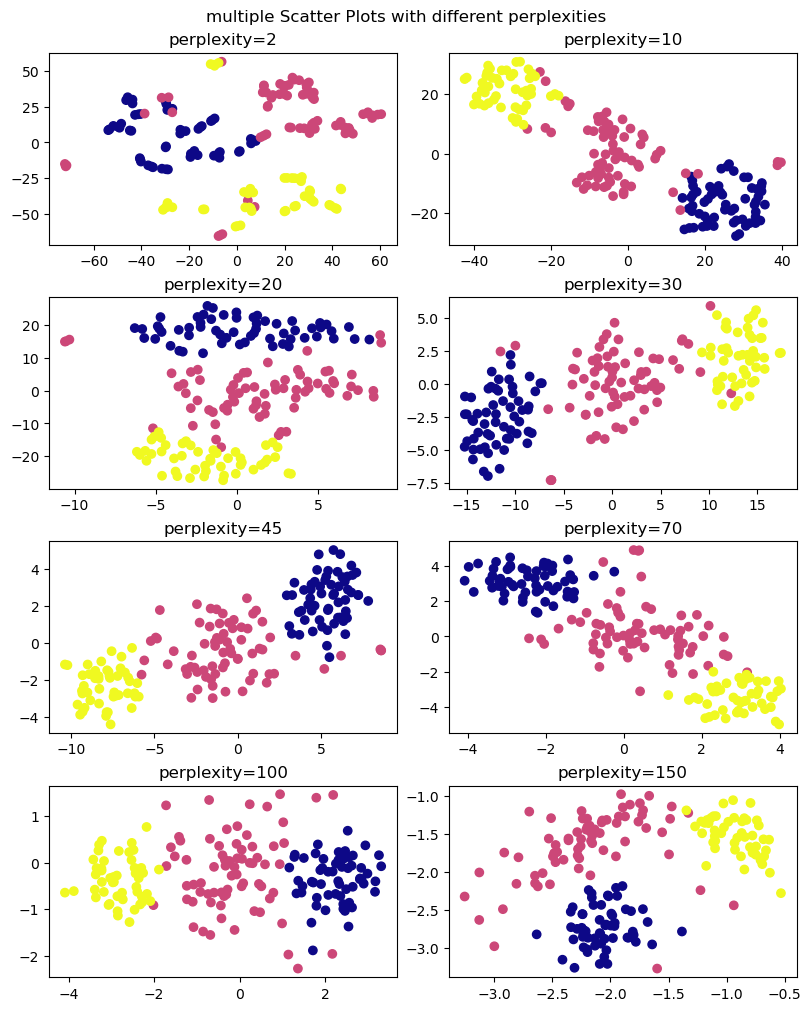 multiple Scatter Plots with different perplexities
perplexity=2
perplexity=10
50
25
0
−25
−50
−60 −40 −20 0 20 40 60
20
0
−20
−40 −20 0 20 40
perplexity=20
perplexity=30
20
10
0
−10
−20
−10 −5 0 5
5.0
2.5
0.0
−2.5
−5.0
−7.5
−15 −10 −5 0 5 10 15
perplexity=45
perplexity=70
4
2
0
−2
−4
−10 −5 0 5
4
2
0
−2
−4
−4 −2 0 2 4
perplexity=100
perplexity=150
1
0
−1
−2
−4 −2 0 2
−1.0
−1.5
−2.0
−2.5
−3.0
−3.0 −2.5 −2.0 −1.5 −1.0 −0.5